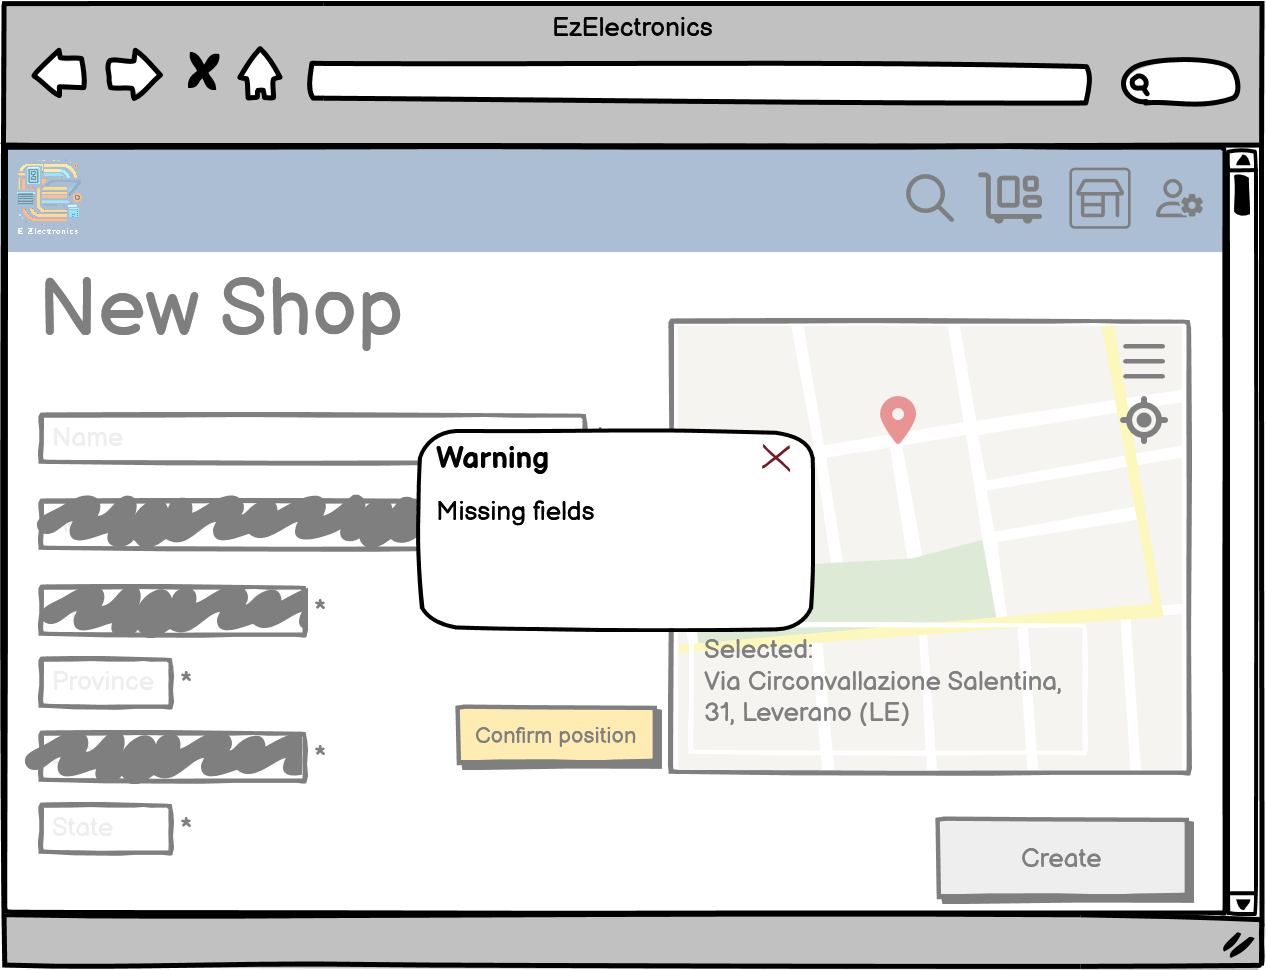 EzElectronics
E Electronics
New Shop
Name
Warning
Missing fields
*
Province *
*
State *
Confirm position
Selected:
Via Circonvallazione Salentina,
31, Leverano (LE)
Create